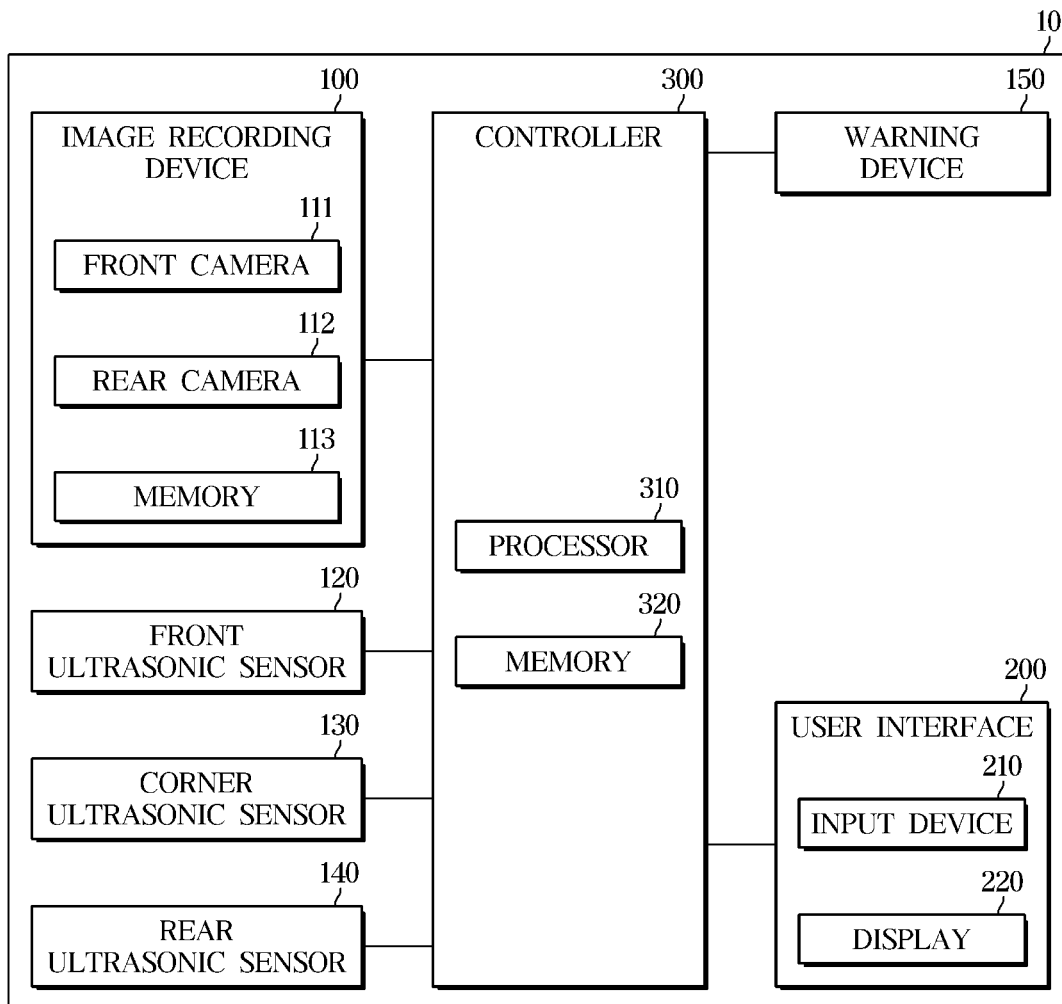 10
100
IMAGE RECORDING
DEVICE
111
FRONT CAMERA
112
REAR CAMERA
113
MEMORY
120
FRONT
ULTRASONIC SENSOR
130
CORNER
ULTRASONIC SENSOR
140
REAR
ULTRASONIC SENSOR
300
CONTROLLER
310
PROCESSOR
320
MEMORY
150
WARNING
DEVICE
200
USER INTERFACE
210
INPUT DEVICE
220
DISPLAY